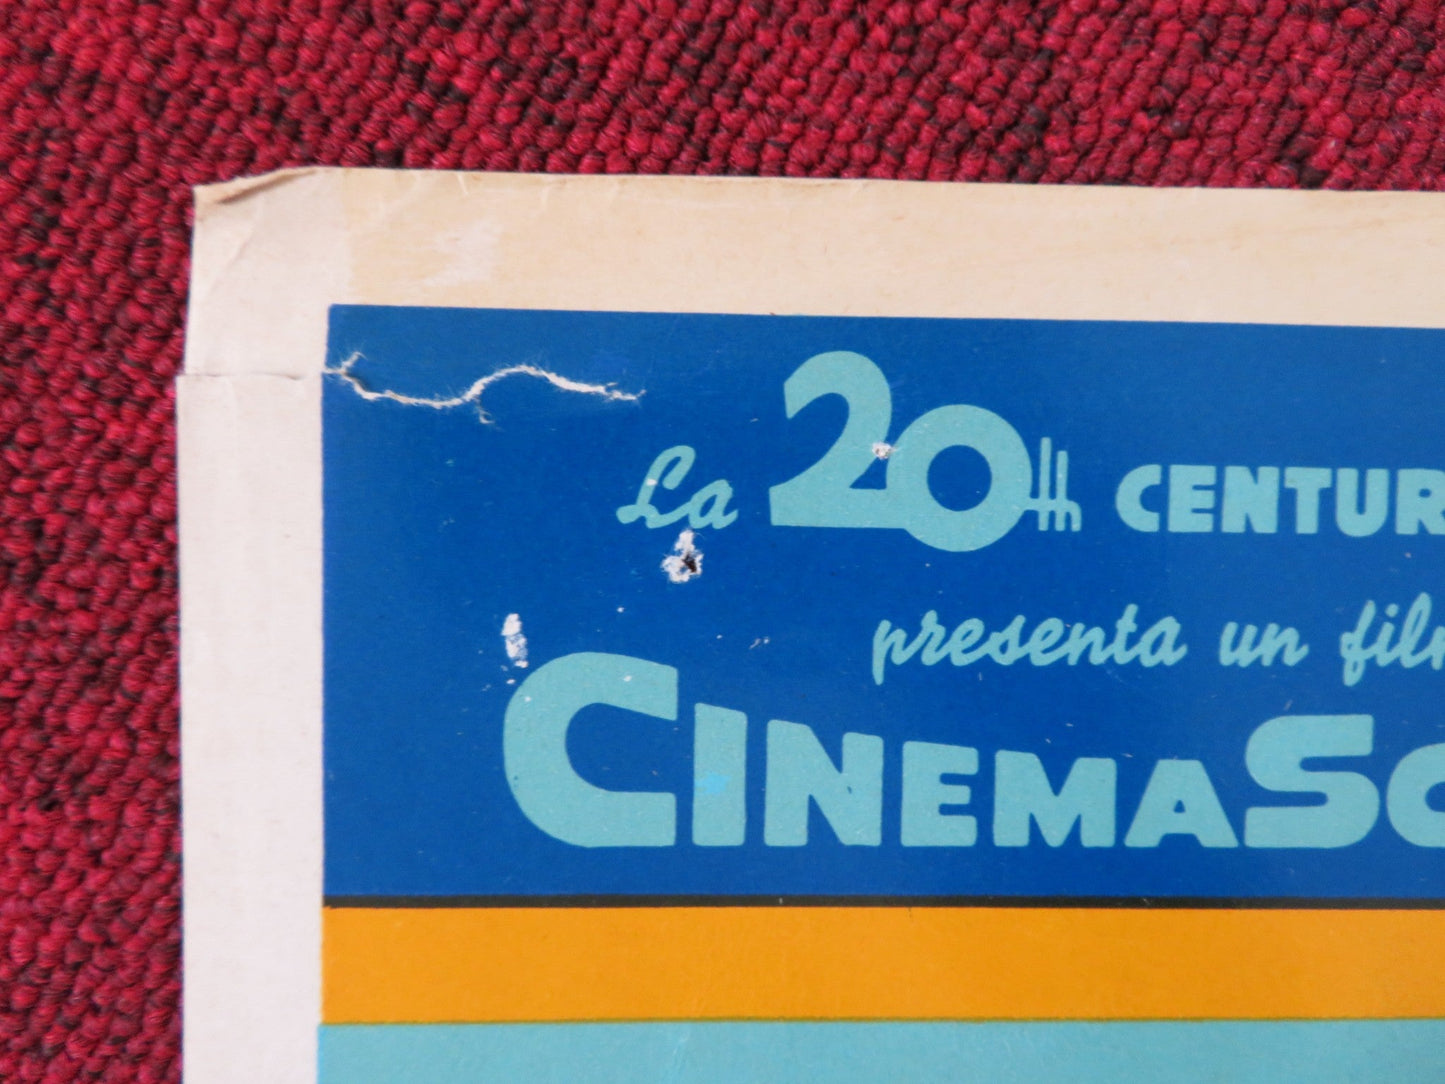 La 20th CENTUR
presenta un fil
CINEMASC